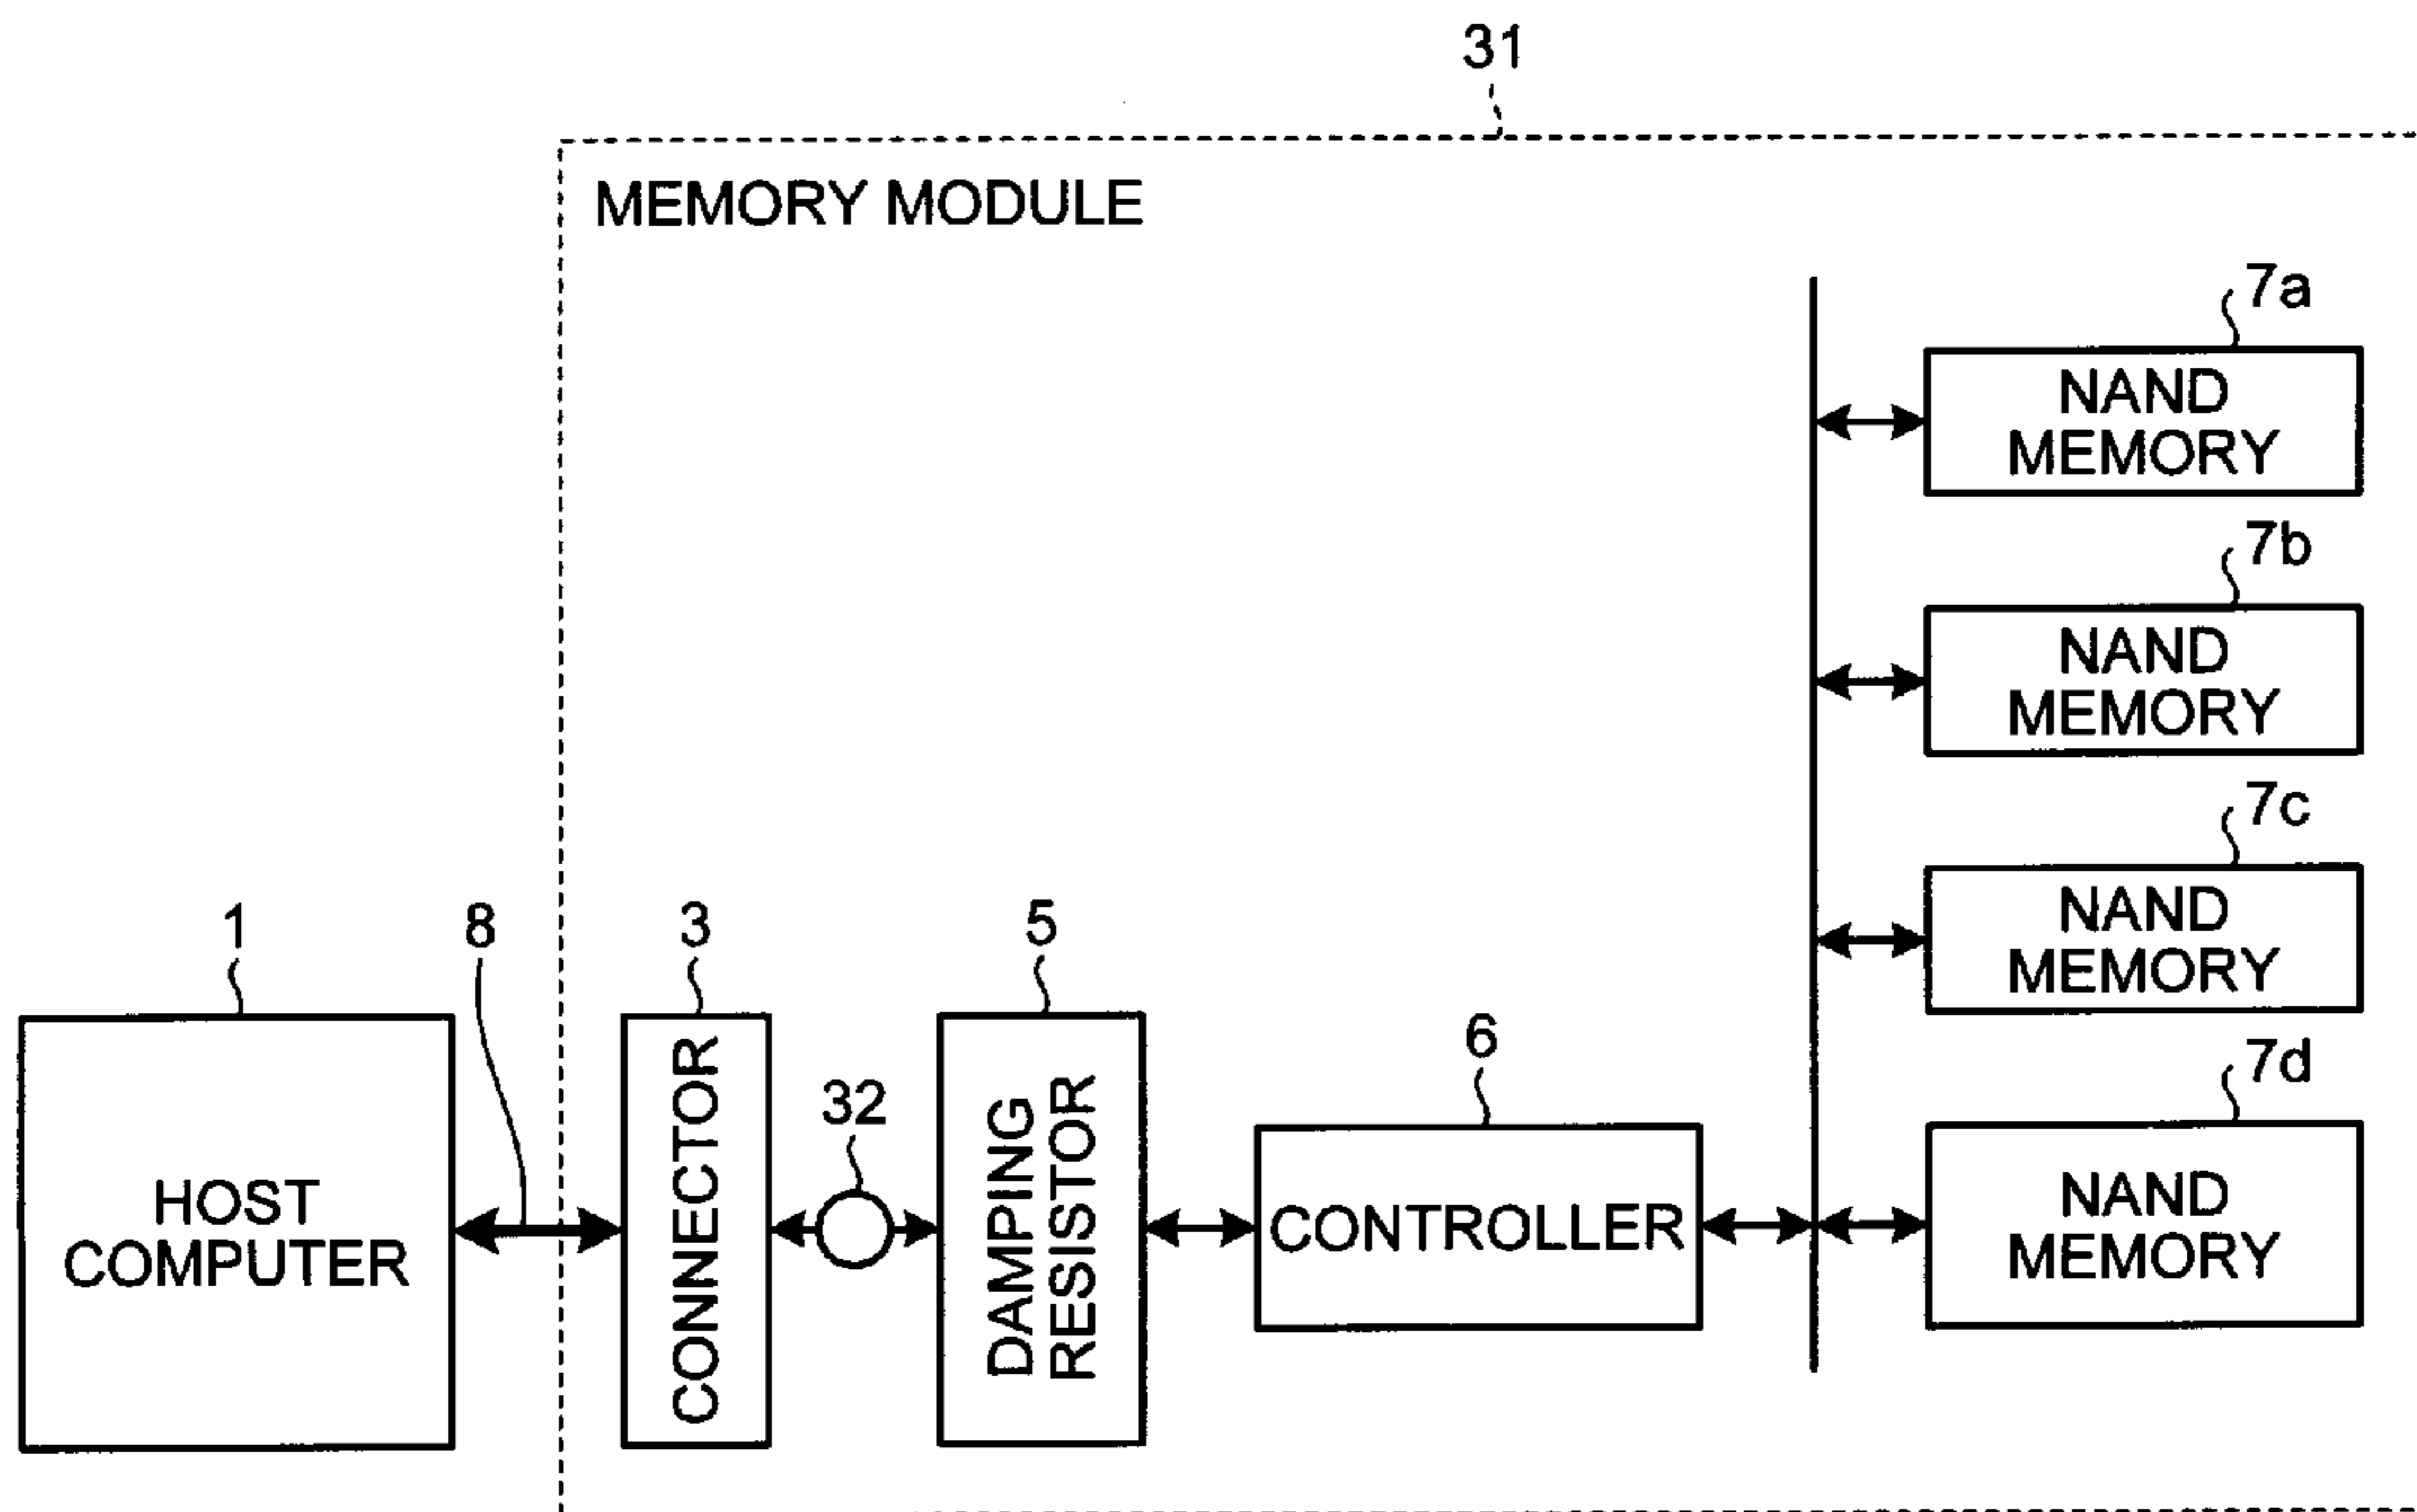 31
MEMORY MODULE
7a
NAND
MEMORY
7b
NAND
MEMORY
7c
NAND
MEMORY
1
8
3
5
6
7d
32
HOST
COMPUTER
CONNECTOR
DAMPING
RESISTOR
CONTROLLER
NAND
MEMORY